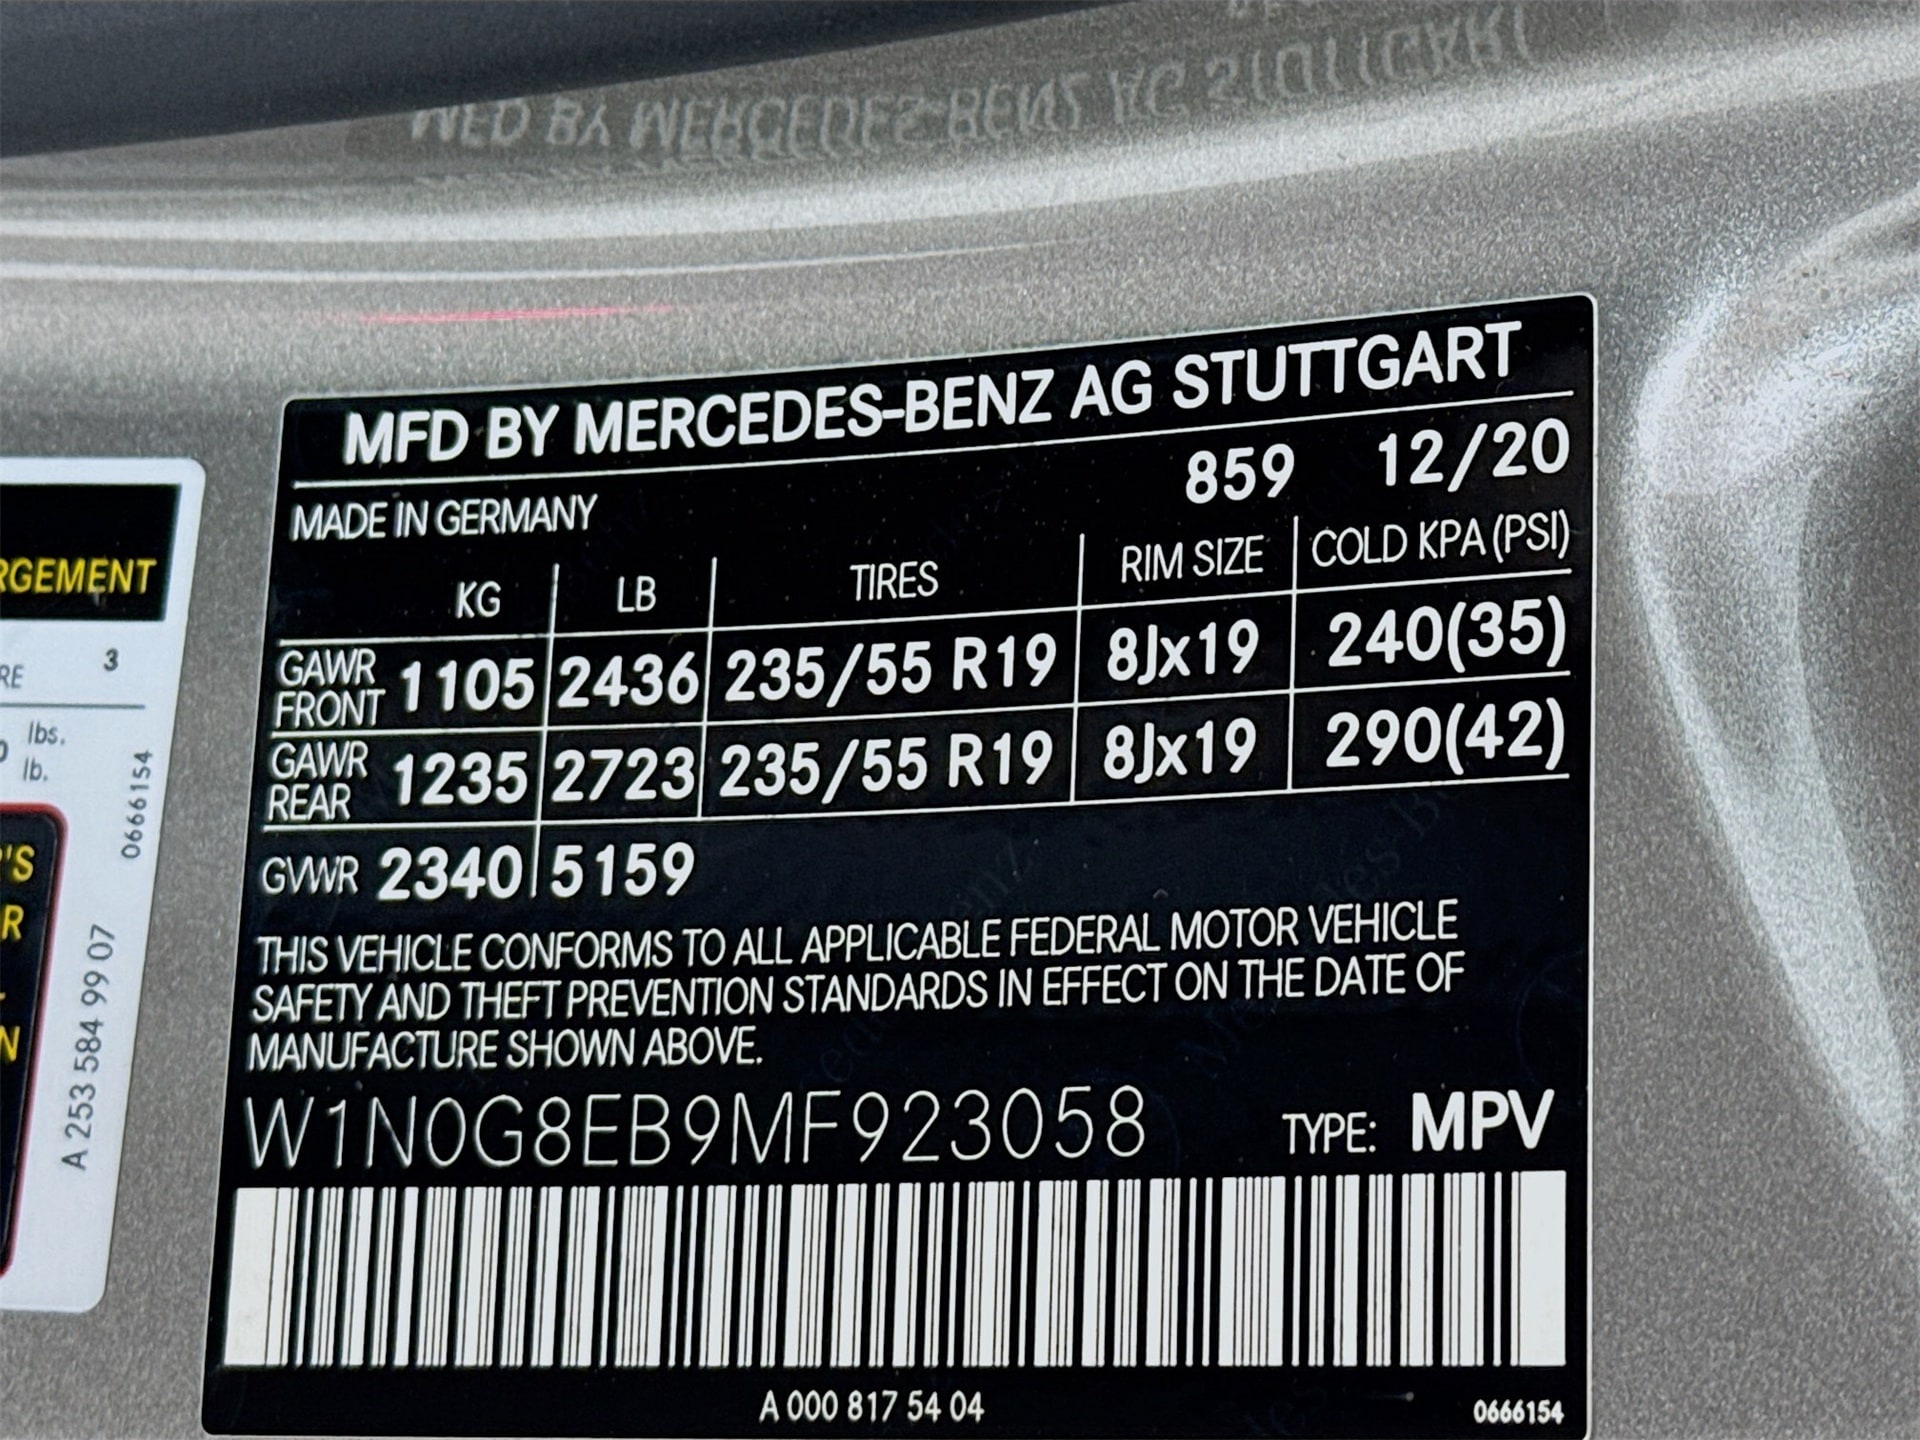 MFD BY MERCEDES-BENZ AG STUTTGART
MADE IN GERMANY 859 12/20
KG LB TIRES RIM SIZE COLD KPA (PSI)
GAWR FRONT 1105 2436 235/55 R19 8Jx19 240(35)
GAWR REAR 1235 2723 235/55 R19 8Jx19 290(42)
GVWR 2340 5159
THIS VEHICLE CONFORMS TO ALL APPLICABLE FEDERAL MOTOR VEHICLE
SAFETY AND THEFT PREVENTION STANDARDS IN EFFECT ON THE DATE OF
MANUFACTURE SHOWN ABOVE.
W1N0G8EB9MF923058 TYPE: MPV
A 000 817 54 04 0666154
RGEMENT
RE 3
lbs.
lb.
0666154
A 253 584 99 07
'S
R
N